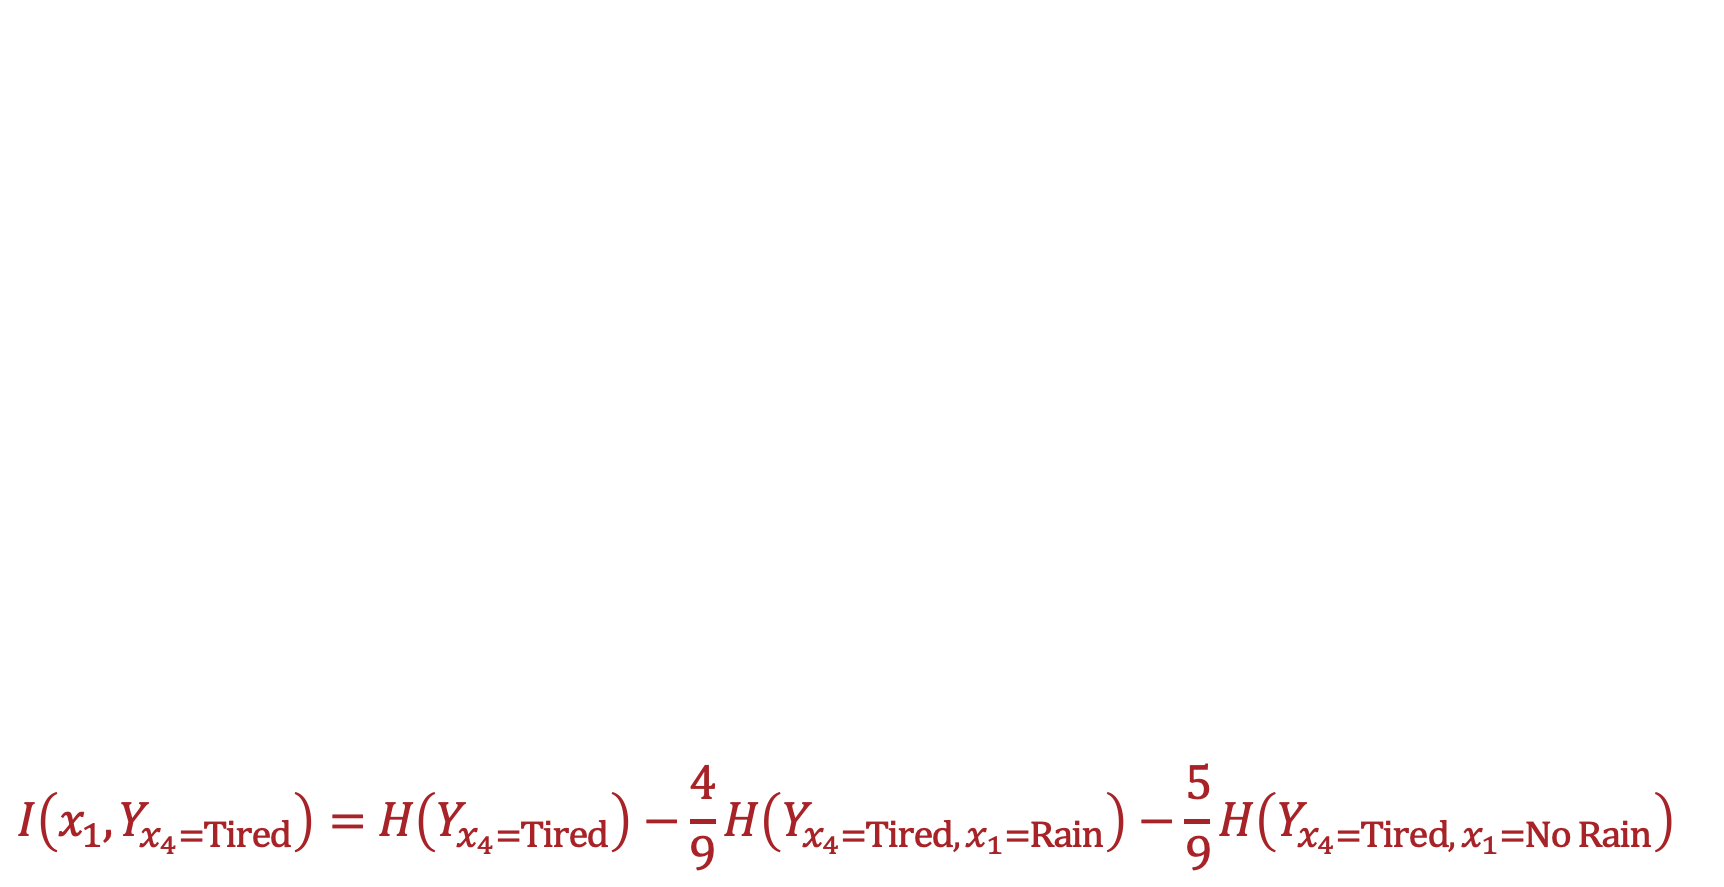 I(x₁, Y_{x₄=Tired}) = H(Y_{x₄=Tired}) − 4/9 H(Y_{x₄=Tired, x₁=Rain}) − 5/9 H(Y_{x₄=Tired, x₁=No Rain})